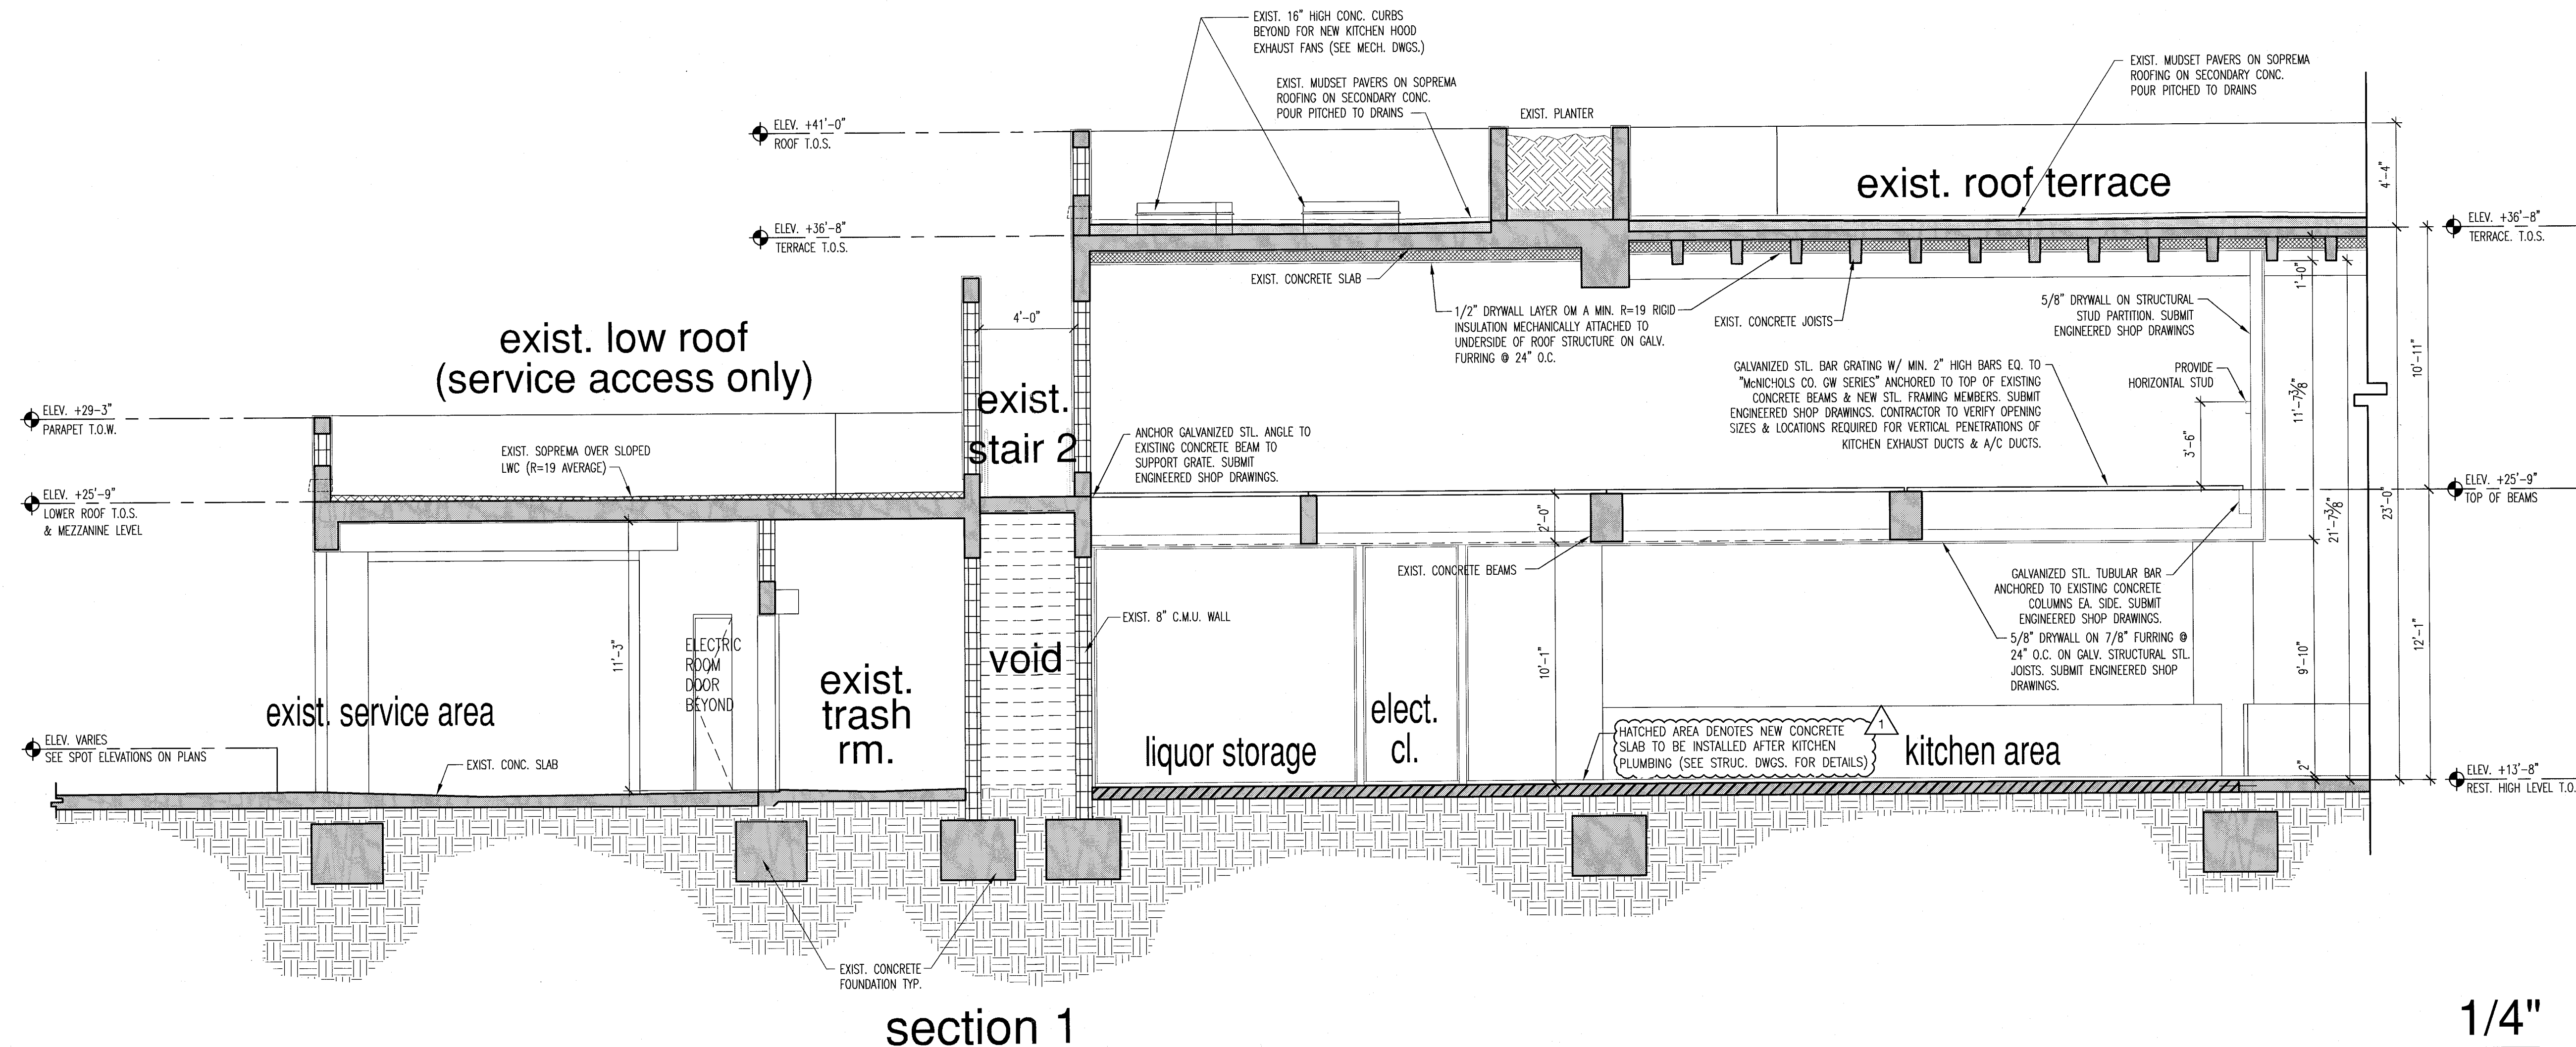 EXIST. 16" HIGH CONC. CURBS
BEYOND FOR NEW KITCHEN HOOD
EXHAUST FANS (SEE MECH. DWGS.)
EXIST. MUDSET PAVERS ON SOPREMA
ROOFING ON SECONDARY CONC.
POUR PITCHED TO DRAINS
EXIST. PLANTER
EXIST. MUDSET PAVERS ON SOPREMA
ROOFING ON SECONDARY CONC.
POUR PITCHED TO DRAINS
ELEV. +41'-0"
ROOF T.O.S.
exist. roof terrace
4'-4"
ELEV. +36'-8"
TERRACE T.O.S.
ELEV. +36'-8"
TERRACE. T.O.S.
EXIST. CONCRETE SLAB
1/2" DRYWALL LAYER OM A MIN. R=19 RIGID
INSULATION MECHANICALLY ATTACHED TO
UNDERSIDE OF ROOF STRUCTURE ON GALV.
FURRING @ 24" O.C.
EXIST. CONCRETE JOISTS
5/8" DRYWALL ON STRUCTURAL
STUD PARTITION. SUBMIT
ENGINEERED SHOP DRAWINGS
1'-0"
4'-0"
exist. low roof
(service access only)
exist.
stair 2
GALVANIZED STL. BAR GRATING W/ MIN. 2" HIGH BARS EQ. TO
"McNICHOLS CO. GW SERIES" ANCHORED TO TOP OF EXISTING
CONCRETE BEAMS & NEW STL. FRAMING MEMBERS. SUBMIT
ENGINEERED SHOP DRAWINGS. CONTRACTOR TO VERIFY OPENING
SIZES & LOCATIONS REQUIRED FOR VERTICAL PENETRATIONS OF
KITCHEN EXHAUST DUCTS & A/C DUCTS.
PROVIDE
HORIZONTAL STUD
3'-6"
11'-7⅜"
10'-11"
ELEV. +29-3"
PARAPET T.O.W.
EXIST. SOPREMA OVER SLOPED
LWC (R=19 AVERAGE)
ANCHOR GALVANIZED STL. ANGLE TO
EXISTING CONCRETE BEAM TO
SUPPORT GRATE. SUBMIT
ENGINEERED SHOP DRAWINGS.
ELEV. +25'-9"
LOWER ROOF T.O.S.
& MEZZANINE LEVEL
ELEV. +25'-9"
TOP OF BEAMS
2'-0"
21'-7⅜"
23'-0"
EXIST. CONCRETE BEAMS
GALVANIZED STL. TUBULAR BAR
ANCHORED TO EXISTING CONCRETE
COLUMNS EA. SIDE. SUBMIT
ENGINEERED SHOP DRAWINGS.
5/8" DRYWALL ON 7/8" FURRING @
24" O.C. ON GALV. STRUCTURAL STL.
JOISTS. SUBMIT ENGINEERED SHOP
DRAWINGS.
EXIST. 8" C.M.U. WALL
11'-3"
ELECTRIC
ROOM
DOOR
BEYOND
void
10'-1"
9'-10"
12'-1"
exist. service area
exist.
trash
rm.
liquor storage
elect.
cl.
HATCHED AREA DENOTES NEW CONCRETE
SLAB TO BE INSTALLED AFTER KITCHEN
PLUMBING (SEE STRUC. DWGS. FOR DETAILS)
1
kitchen area
2"
ELEV. VARIES
SEE SPOT ELEVATIONS ON PLANS
EXIST. CONC. SLAB
ELEV. +13'-8"
REST. HIGH LEVEL T.O.
EXIST. CONCRETE
FOUNDATION TYP.
section 1
1/4"